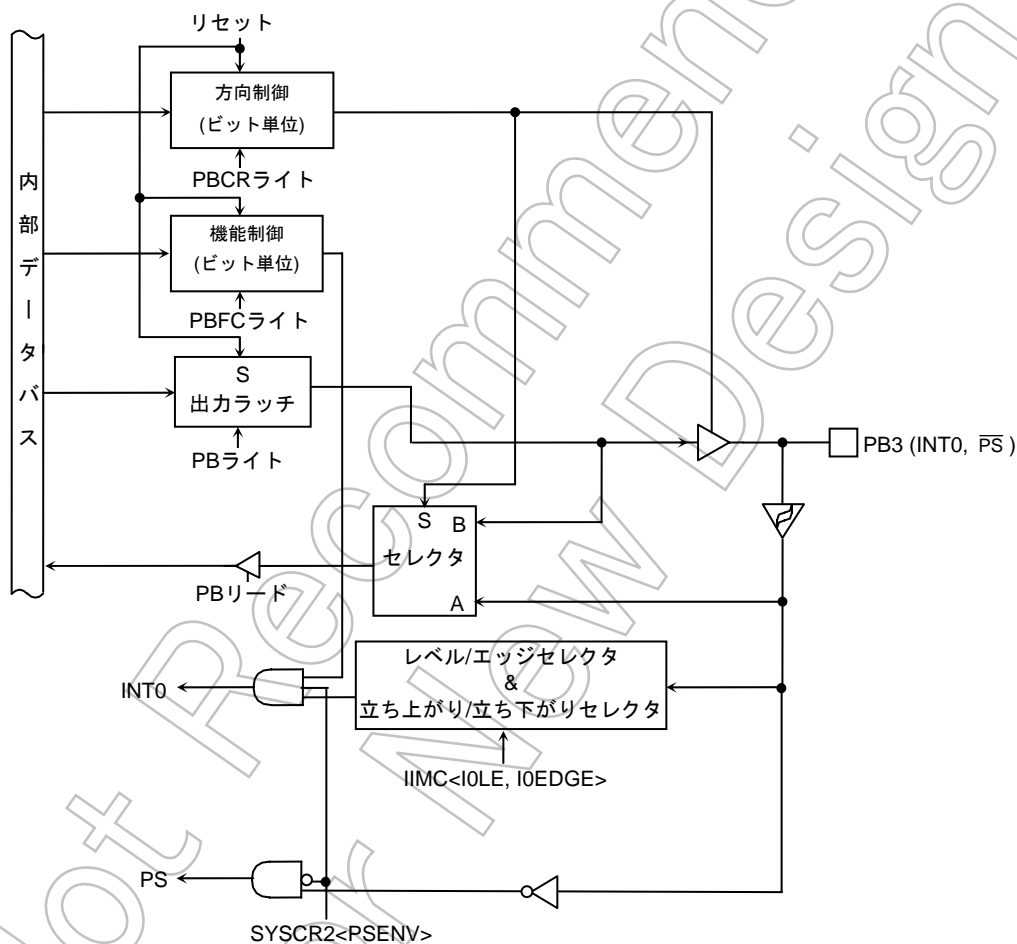 リセット
方向制御
(ビット単位)
PBCRライト
内部データバス
機能制御
(ビット単位)
PBFCライト
S
出力ラッチ
PBライト
PB3 (INT0, P̅S̅ )
S B
セレクタ
A
PBリード
レベル/エッジセレクタ
&
立ち上がり/立ち下がりセレクタ
INT0
IIMC<I0LE, I0EDGE>
PS
SYSCR2<PSENV>
Not Recommen
for New Design